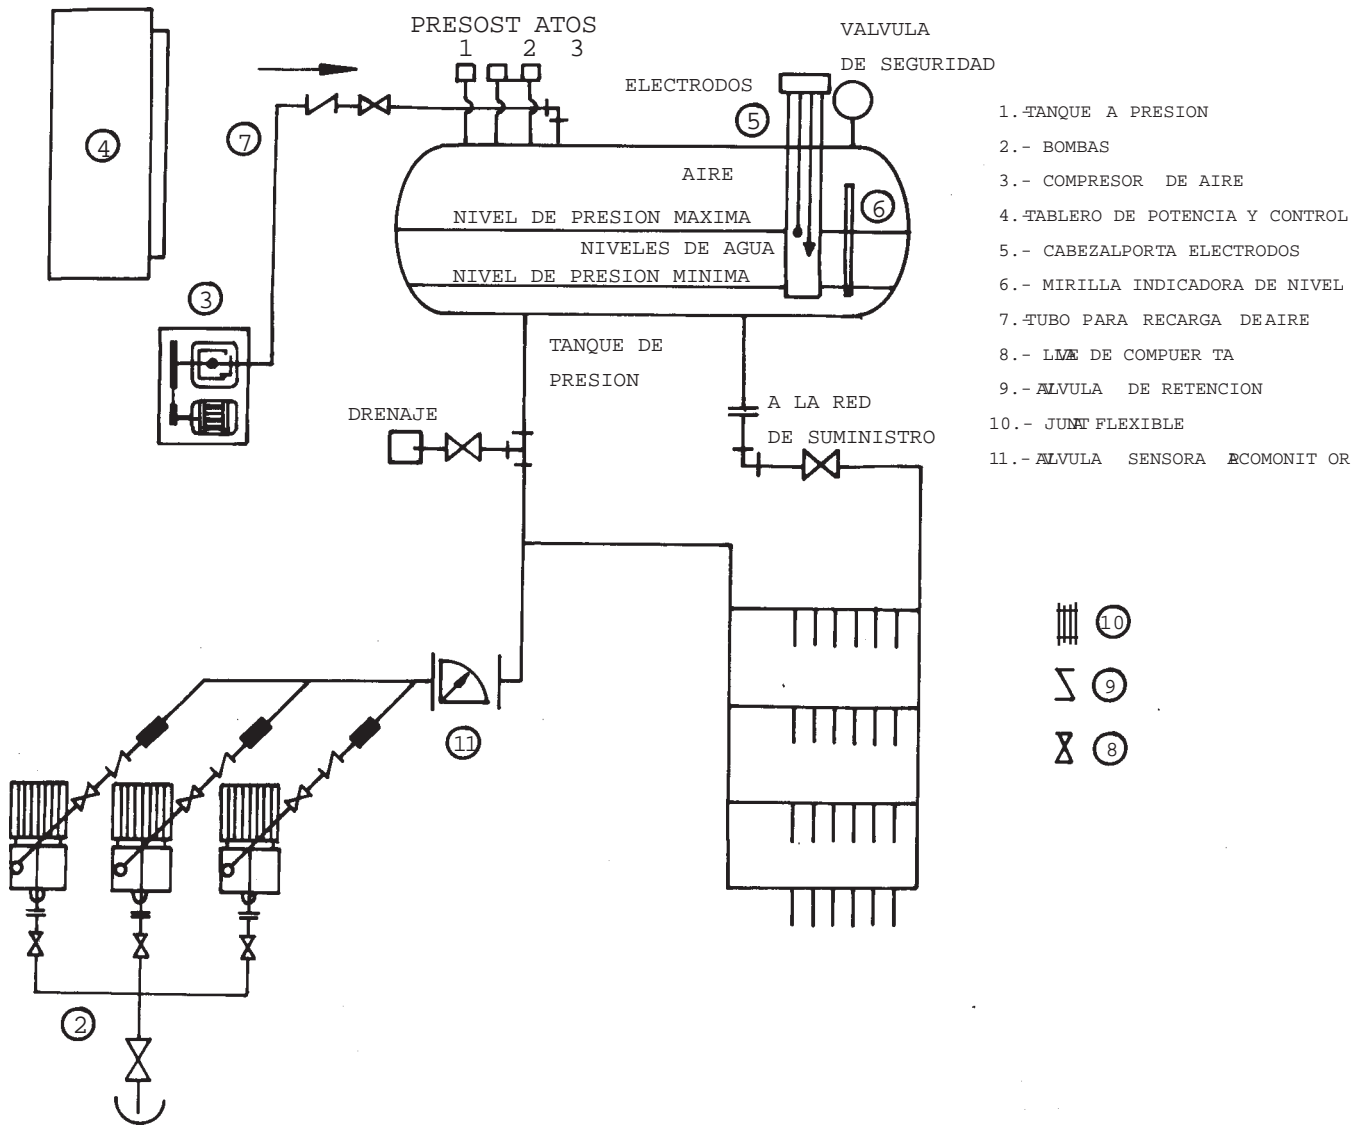 PRESOST ATOS
1 2 3
VALVULA
DE SEGURIDAD
ELECTRODOS
5
4
7
AIRE
6
NIVEL DE PRESION MAXIMA
NIVELES DE AGUA
NIVEL DE PRESION MINIMA
3
TANQUE DE
PRESION
DRENAJE
A LA RED
DE SUMINISTRO
11
2
1.-TANQUE A PRESION
2.- BOMBAS
3.- COMPRESOR DE AIRE
4.-TABLERO DE POTENCIA Y CONTROL
5.- CABEZALPORTA ELECTRODOS
6.- MIRILLA INDICADORA DE NIVEL
7.-TUBO PARA RECARGA DEAIRE
8.- DE COMPUER TA
9.- DE RETENCION
10.- FLEXIBLE
11.- SENSORA
10
9
8